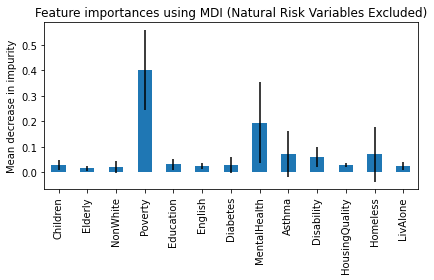 Feature importances using MDI (Natural Risk Variables Excluded)
Mean decrease in impurity
0.5
0.4
0.3
0.2
0.1
0.0
Children
Elderly
NonWhite
Poverty
Education
English
Diabetes
MentalHealth
Asthma
Disability
HousingQuality
Homeless
LivAlone